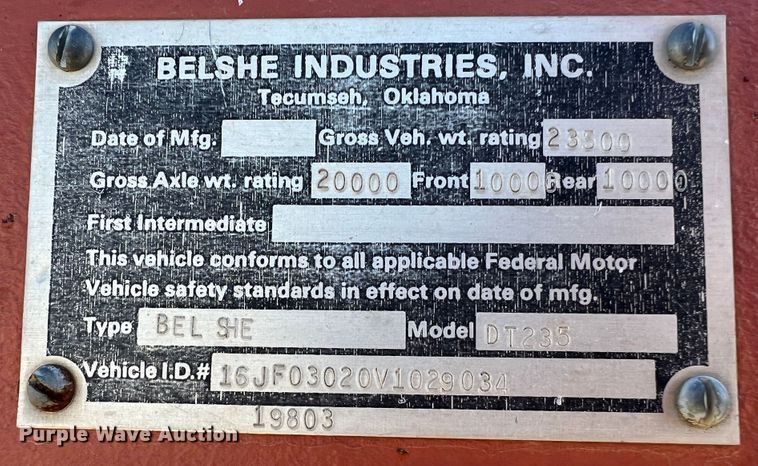 BELSHE INDUSTRIES, INC.
Tecumseh, Oklahoma
Date of Mfg. Gross Veh. wt. rating 23300
Gross Axle wt. rating 20000 Front 1000 Rear 10000
First Intermediate
This vehicle conforms to all applicable Federal Motor
Vehicle safety standards in effect on date of mfg.
Type BEL SHE Model DT235
Vehicle I.D.# 16JF03020V1029034
19803
Purple Wave Auction